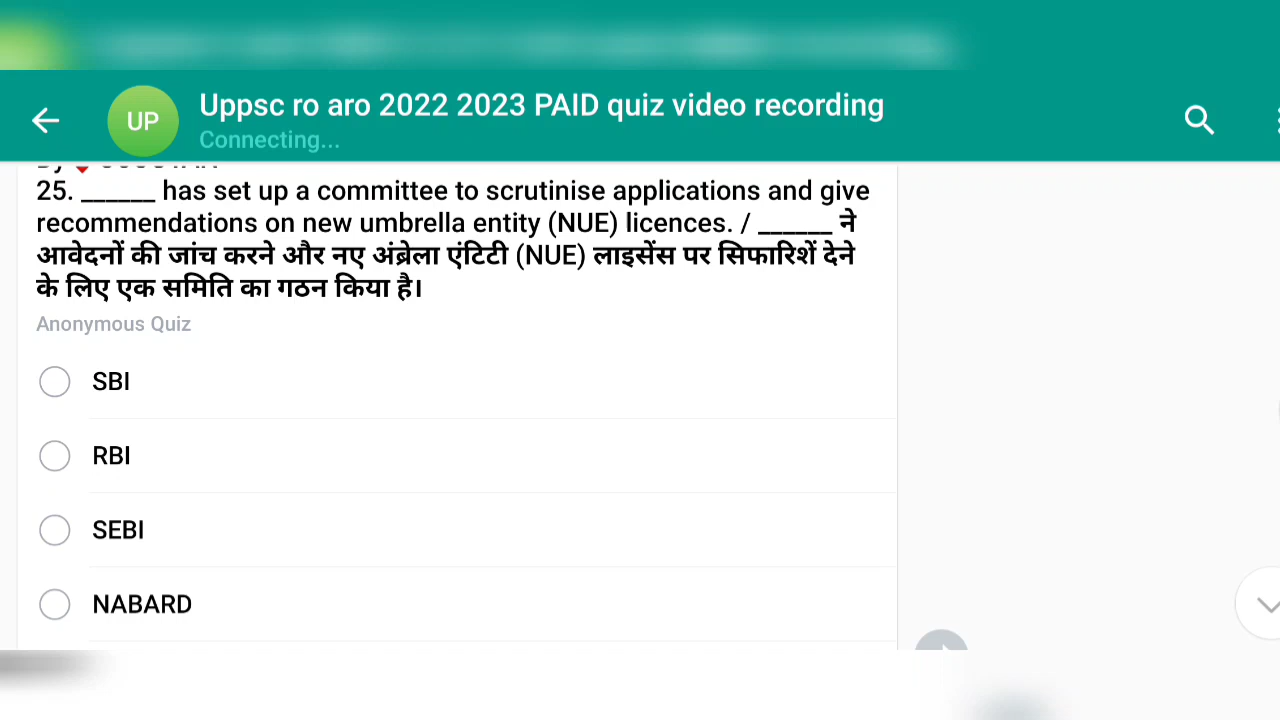 UP
Uppsc ro aro 2022 2023 PAID quiz video recording
Connecting...
25. ______ has set up a committee to scrutinise applications and give
recommendations on new umbrella entity (NUE) licences. / ______ ने
आवेदनों की जांच करने और नए अंब्रेला एंटिटी (NUE) लाइसेंस पर सिफारिशें देने
के लिए एक समिति का गठन किया है।
Anonymous Quiz
SBI
RBI
SEBI
NABARD